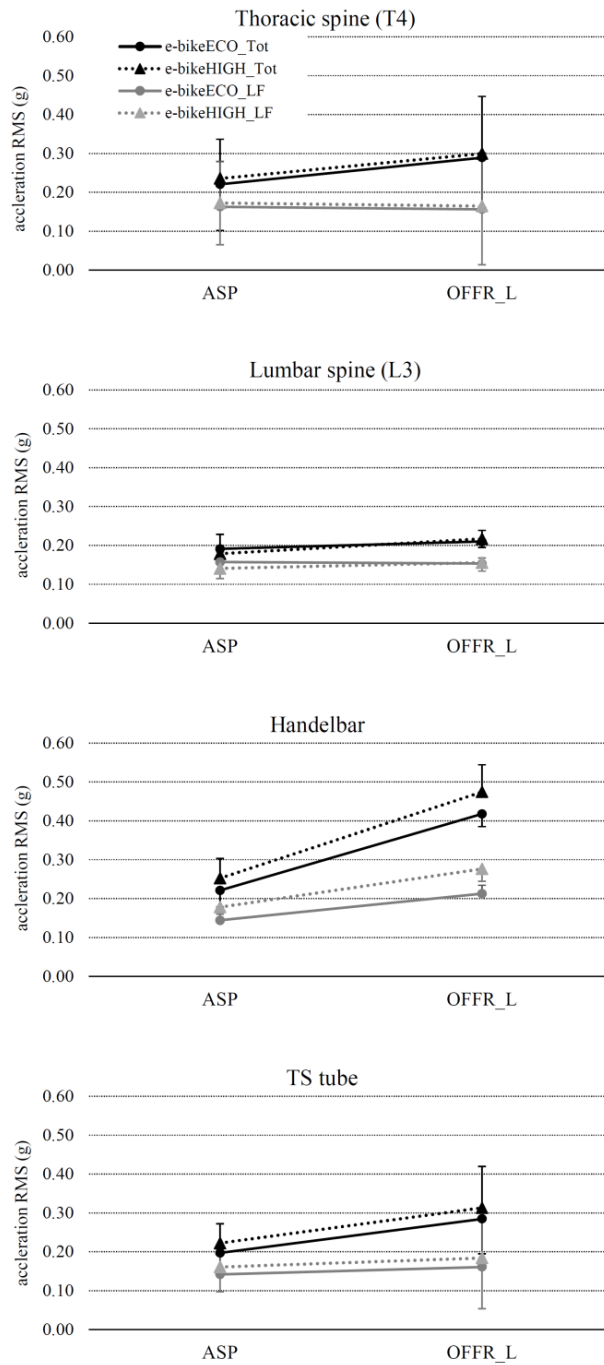 Thoracic spine (T4)
accleration RMS (g)
0.60
0.50
0.40
0.30
0.20
0.10
0.00
e-bikeECO_Tot
e-bikeHIGH_Tot
e-bikeECO_LF
e-bikeHIGH_LF
ASP OFFR_L
Lumbar spine (L3)
accleration RMS (g)
0.60
0.50
0.40
0.30
0.20
0.10
0.00
ASP OFFR_L
Handelbar
accleration RMS (g)
0.60
0.50
0.40
0.30
0.20
0.10
0.00
ASP OFFR_L
TS tube
accleration RMS (g)
0.60
0.50
0.40
0.30
0.20
0.10
0.00
ASP OFFR_L